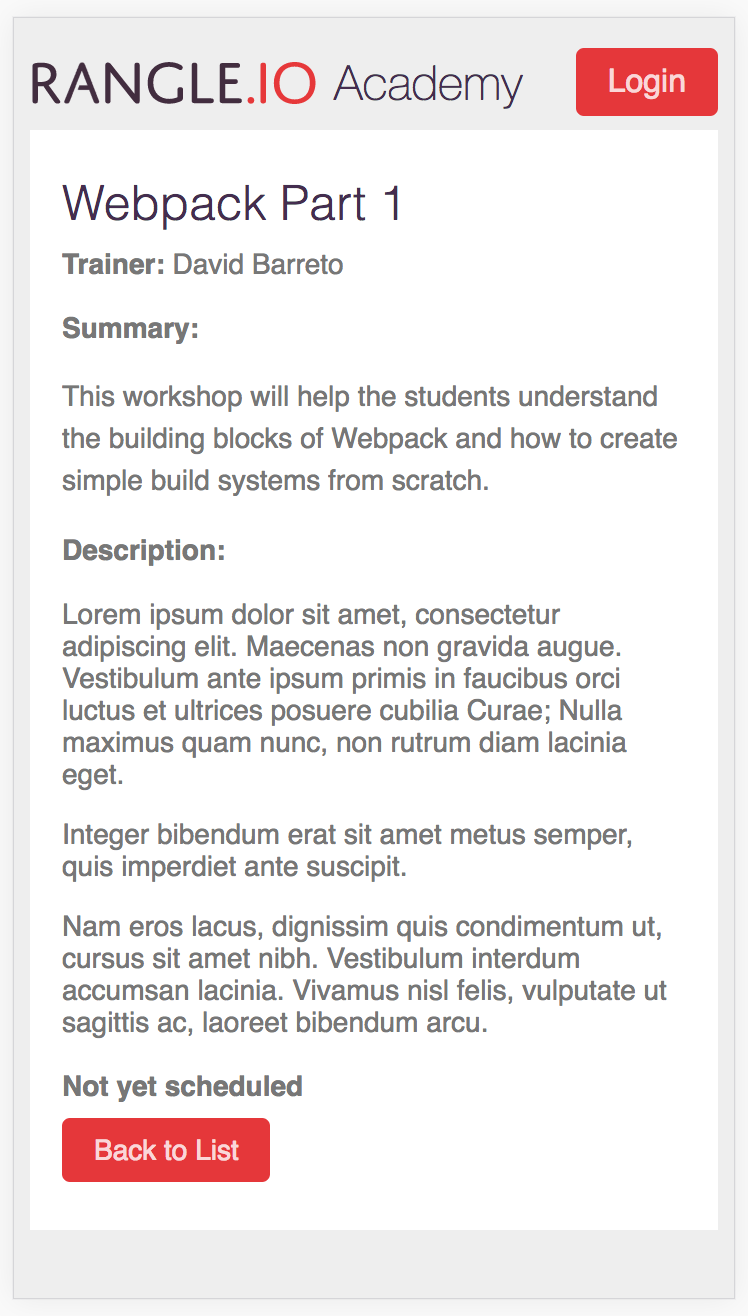 RANGLE.IO Academy
Login
Webpack Part 1
Trainer: David Barreto
Summary:
This workshop will help the students understand
the building blocks of Webpack and how to create
simple build systems from scratch.
Description:
Lorem ipsum dolor sit amet, consectetur
adipiscing elit. Maecenas non gravida augue.
Vestibulum ante ipsum primis in faucibus orci
luctus et ultrices posuere cubilia Curae; Nulla
maximus quam nunc, non rutrum diam lacinia
eget.
Integer bibendum erat sit amet metus semper,
quis imperdiet ante suscipit.
Nam eros lacus, dignissim quis condimentum ut,
cursus sit amet nibh. Vestibulum interdum
accumsan lacinia. Vivamus nisl felis, vulputate ut
sagittis ac, laoreet bibendum arcu.
Not yet scheduled
Back to List